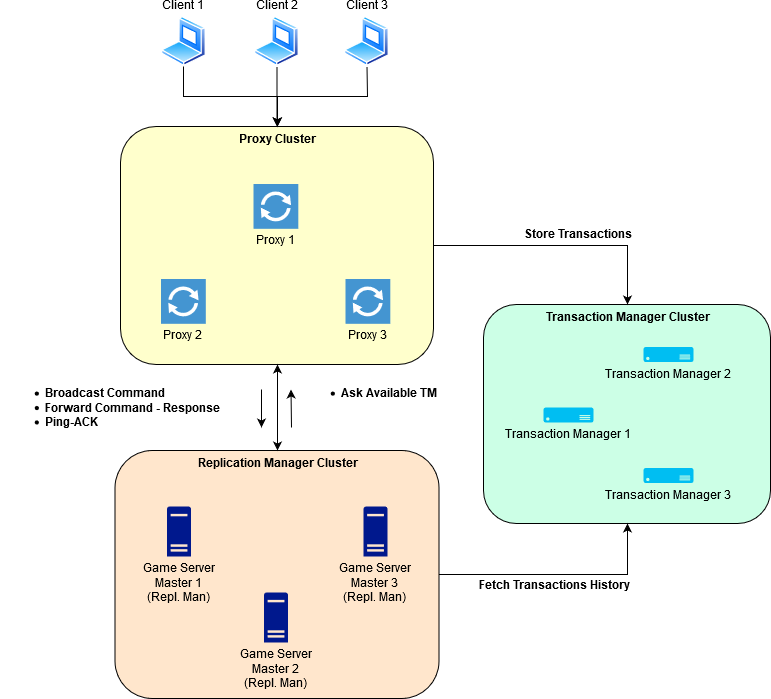 Client 1
Client 2
Client 3
Proxy Cluster
Proxy 1
Proxy 2
Proxy 3
Store Transactions
Transaction Manager Cluster
Transaction Manager 2
Transaction Manager 1
Transaction Manager 3
• Broadcast Command
• Forward Command - Response
• Ping-ACK
• Ask Available TM
Replication Manager Cluster
Game Server
Master 1
(Repl. Man)
Game Server
Master 3
(Repl. Man)
Game Server
Master 2
(Repl. Man)
Fetch Transactions History